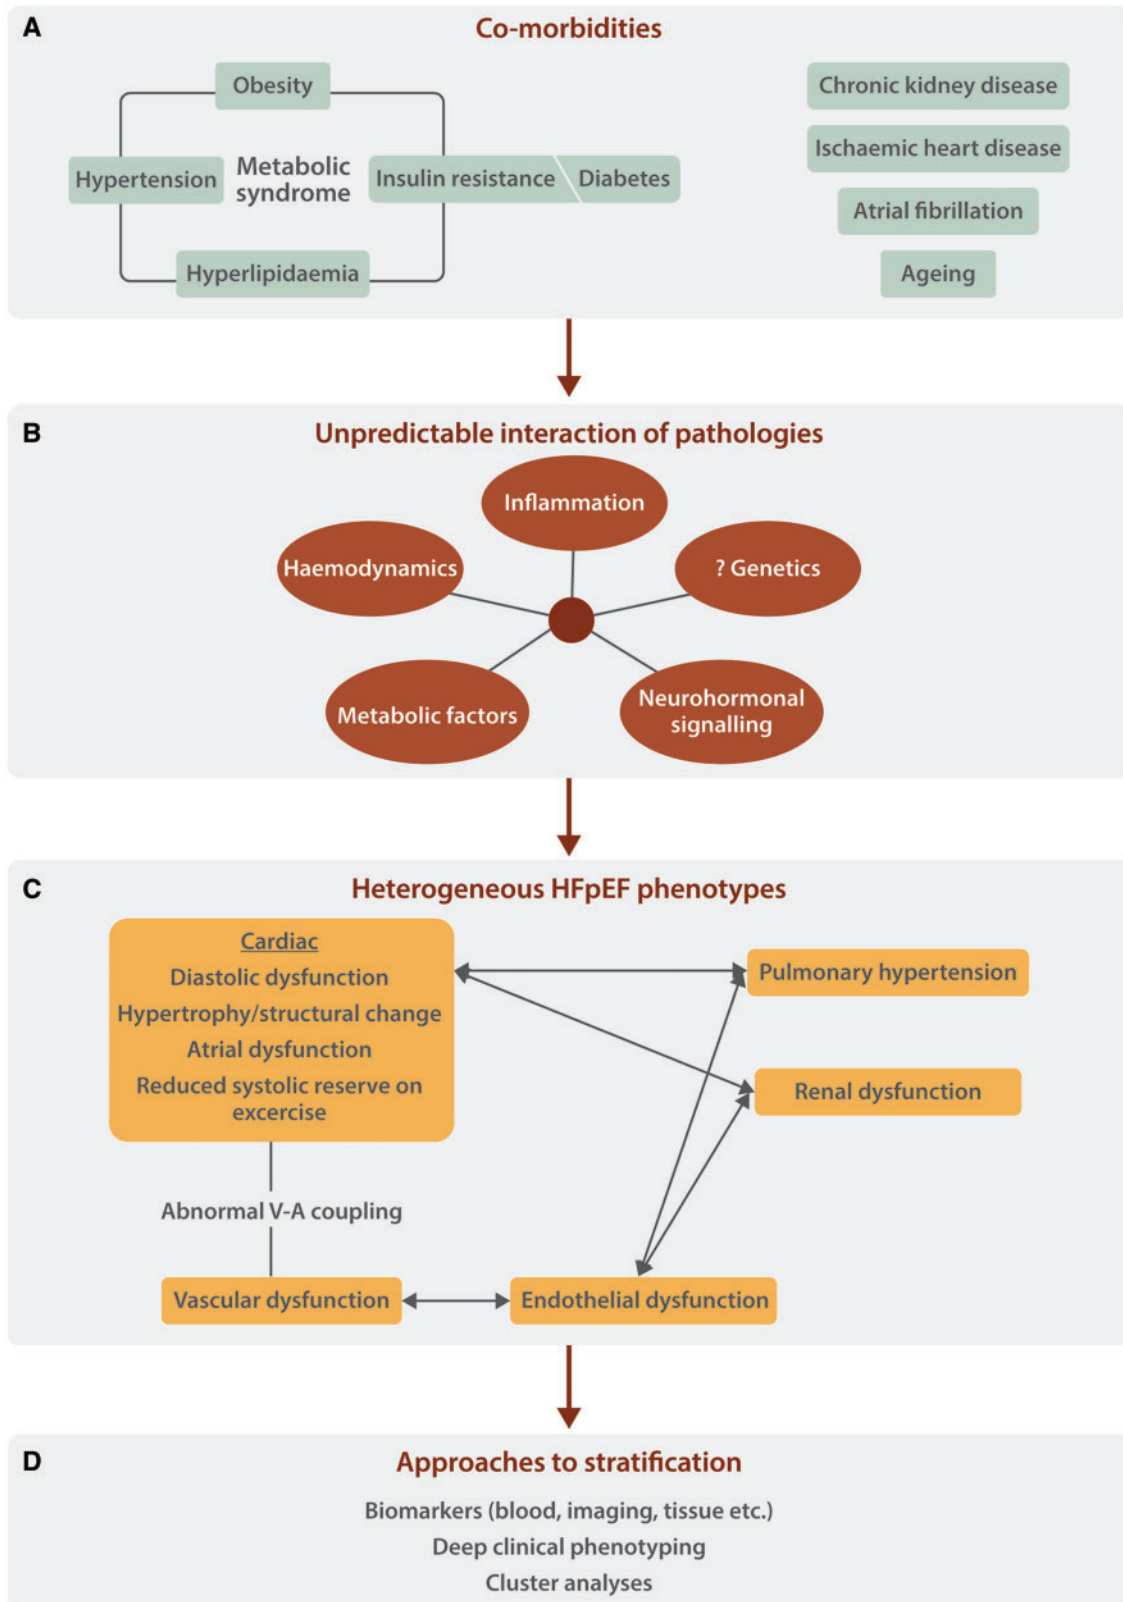 A
Co-morbidities
Obesity
Hypertension
Metabolic
syndrome
Insulin resistance
Diabetes
Hyperlipidaemia
Chronic kidney disease
Ischaemic heart disease
Atrial fibrillation
Ageing
B
Unpredictable interaction of pathologies
Inflammation
Haemodynamics
? Genetics
Metabolic factors
Neurohormonal
signalling
C
Heterogeneous HFpEF phenotypes
Cardiac
Diastolic dysfunction
Hypertrophy/structural change
Atrial dysfunction
Reduced systolic reserve on
excercise
Pulmonary hypertension
Renal dysfunction
Abnormal V-A coupling
Vascular dysfunction
Endothelial dysfunction
D
Approaches to stratification
Biomarkers (blood, imaging, tissue etc.)
Deep clinical phenotyping
Cluster analyses